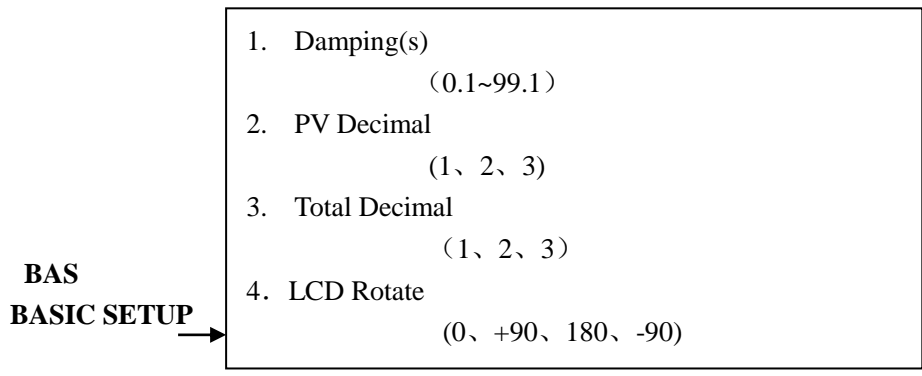 1. Damping(s)
（0.1~99.1）
2. PV Decimal
(1、2、3)
3. Total Decimal
（1、2、3）
BAS
BASIC SETUP
4．LCD Rotate
(0、+90、180、-90)